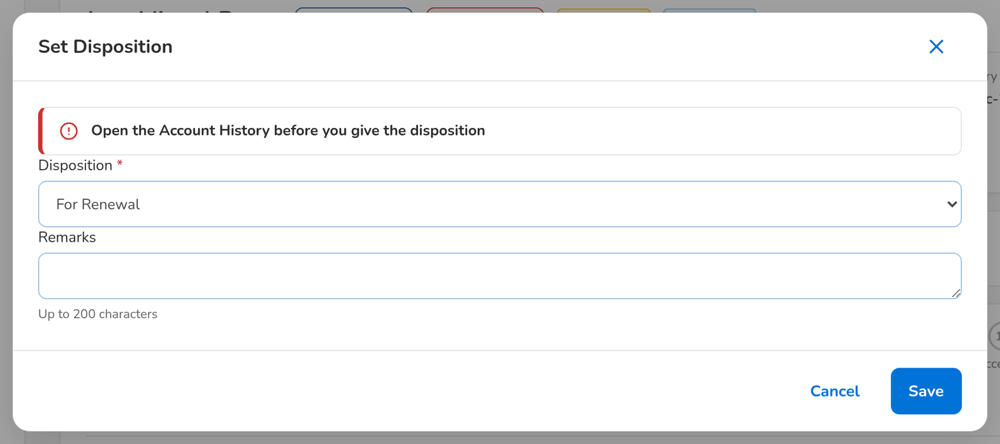 Set Disposition
Open the Account History before you give the disposition
Disposition *
For Renewal
Remarks
Up to 200 characters
Cancel
Save